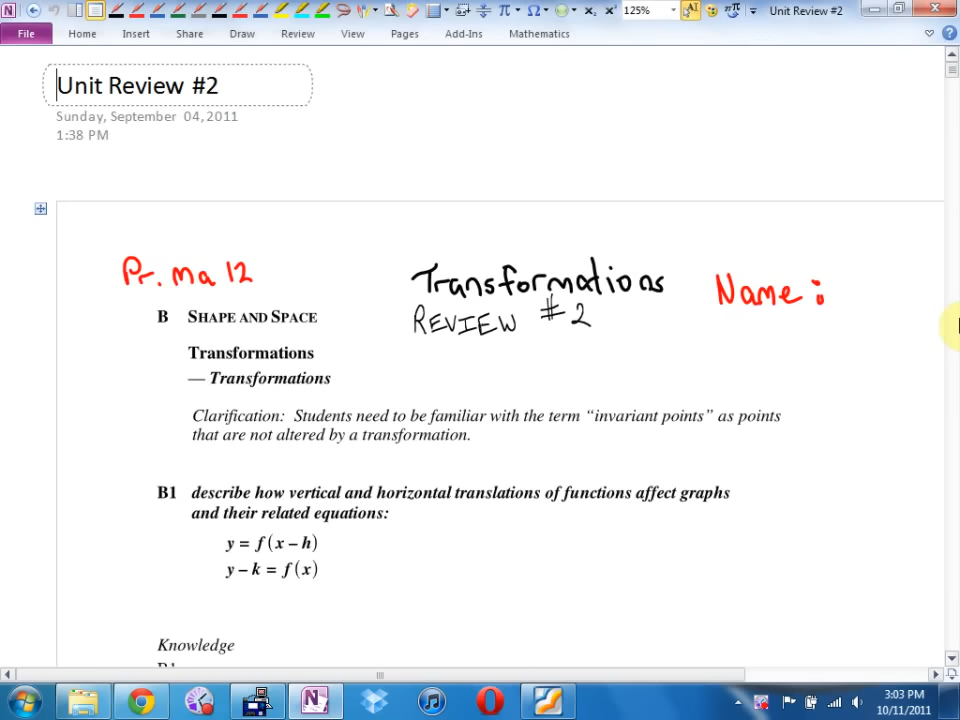 125%
Unit Review #2
File Home Insert Share Draw Review View Pages Add-Ins Mathematics
Unit Review #2
Sunday, September 04, 2011
1:38 PM
Pr. Ma 12
Transformations
Name :
REVIEW #2
B SHAPE AND SPACE
Transformations
— Transformations
Clarification: Students need to be familiar with the term “invariant points” as points
that are not altered by a transformation.
B1 describe how vertical and horizontal translations of functions affect graphs
and their related equations:
y = f(x – h)
y – k = f(x)
Knowledge
B1
3:03 PM
10/11/2011